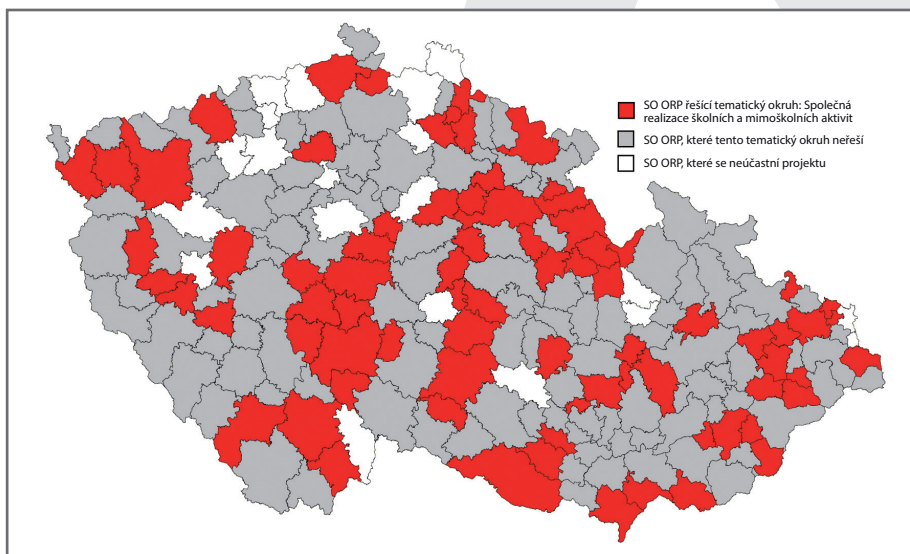 SO ORP řešící tematický okruh: Společná
realizace školních a mimoškolních aktivit
SO ORP, které tento tematický okruh neřeší
SO ORP, které se neúčastní projektu